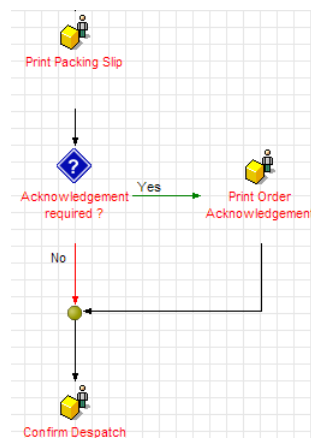 Print Packing Slip
?
Acknowledgement
required ?
Yes
Print Order
Acknowledgement
No
Confirm Despatch